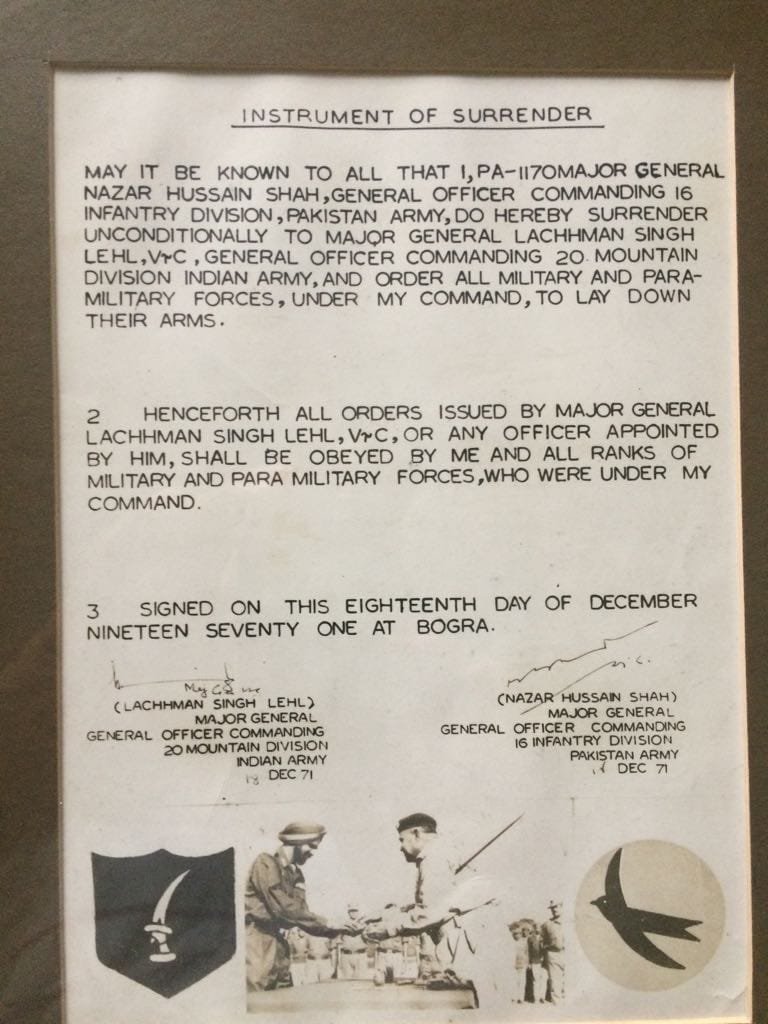 INSTRUMENT OF SURRENDER
MAY IT BE KNOWN TO ALL THAT I, PA-1170 MAJOR GENERAL
NAZAR HUSSAIN SHAH, GENERAL OFFICER COMMANDING 16
INFANTRY DIVISION, PAKISTAN ARMY, DO HEREBY SURRENDER
UNCONDITIONALLY TO MAJOR GENERAL LACHHMAN SINGH
LEHL, VrC, GENERAL OFFICER COMMANDING 20 MOUNTAIN
DIVISION INDIAN ARMY, AND ORDER ALL MILITARY AND PARA-
MILITARY FORCES, UNDER MY COMMAND, TO LAY DOWN
THEIR ARMS.
2 HENCEFORTH ALL ORDERS ISSUED BY MAJOR GENERAL
LACHHMAN SINGH LEHL, VrC, OR ANY OFFICER APPOINTED
BY HIM, SHALL BE OBEYED BY ME AND ALL RANKS OF
MILITARY AND PARA MILITARY FORCES, WHO WERE UNDER MY
COMMAND.
3 SIGNED ON THIS EIGHTEENTH DAY OF DECEMBER
NINETEEN SEVENTY ONE AT BOGRA.
(LACHHMAN SINGH LEHL)
MAJOR GENERAL
GENERAL OFFICER COMMANDING
20 MOUNTAIN DIVISION
INDIAN ARMY
18 DEC 71
(NAZAR HUSSAIN SHAH)
MAJOR GENERAL
GENERAL OFFICER COMMANDING
16 INFANTRY DIVISION
PAKISTAN ARMY
DEC 71